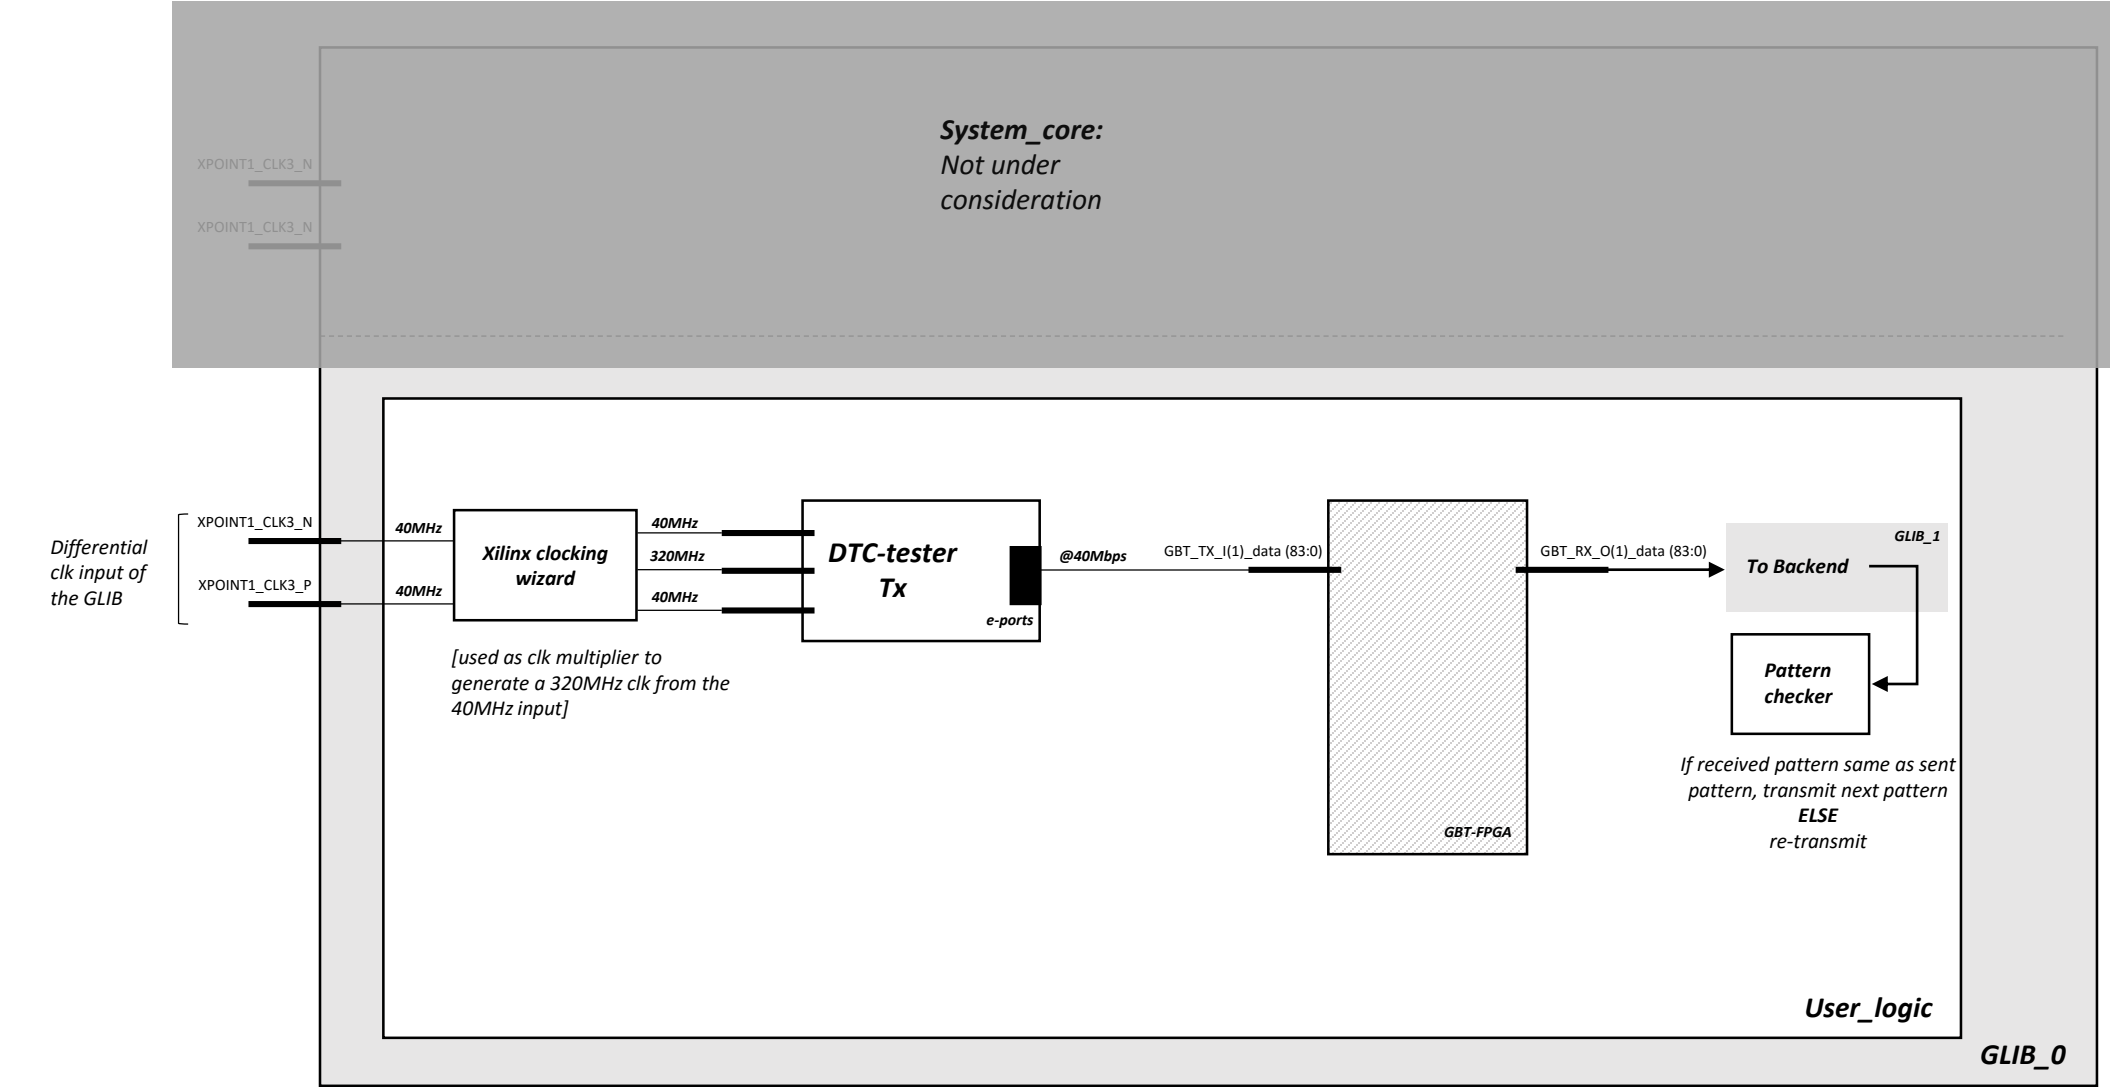 System_core:
Not under
consideration
XPOINT1_CLK3_N
XPOINT1_CLK3_N
Differential
clk input of
the GLIB
XPOINT1_CLK3_N
XPOINT1_CLK3_P
40MHz
40MHz
Xilinx clocking
wizard
[used as clk multiplier to
generate a 320MHz clk from the
40MHz input]
40MHz
320MHz
40MHz
DTC-tester
Tx
e-ports
@40Mbps
GBT_TX_I(1)_data (83:0)
GBT-FPGA
GBT_RX_O(1)_data (83:0)
GLIB_1
To Backend
Pattern
checker
If received pattern same as sent
pattern, transmit next pattern
ELSE
re-transmit
User_logic
GLIB_0